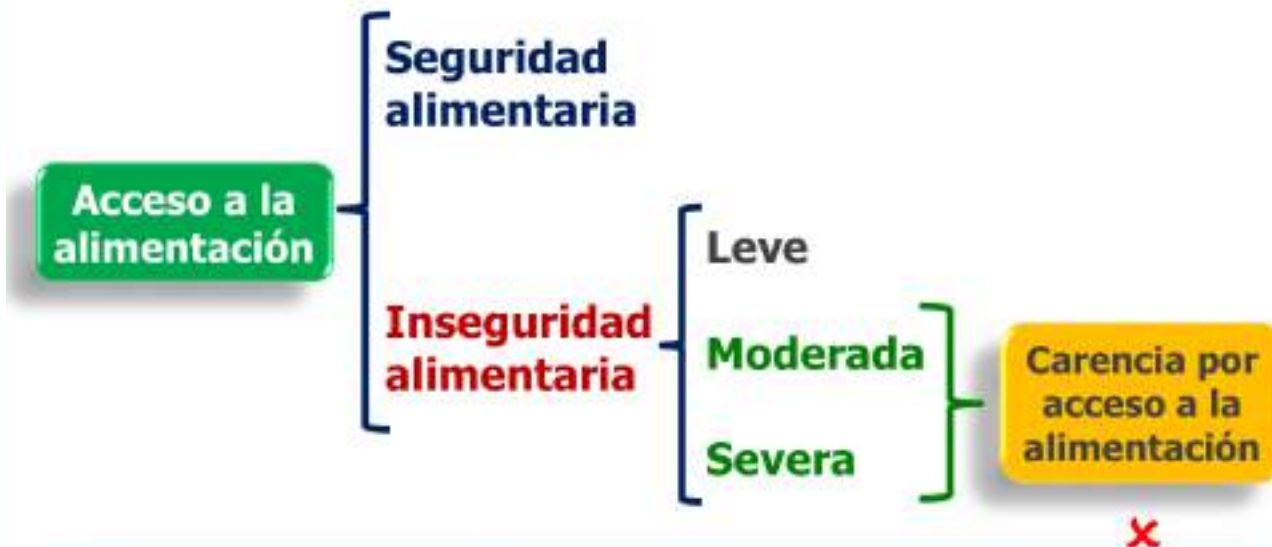 Seguridad
alimentaria
Acceso a la
alimentación
Inseguridad
alimentaria
Leve
Moderada
Severa
Carencia por
acceso a la
alimentación